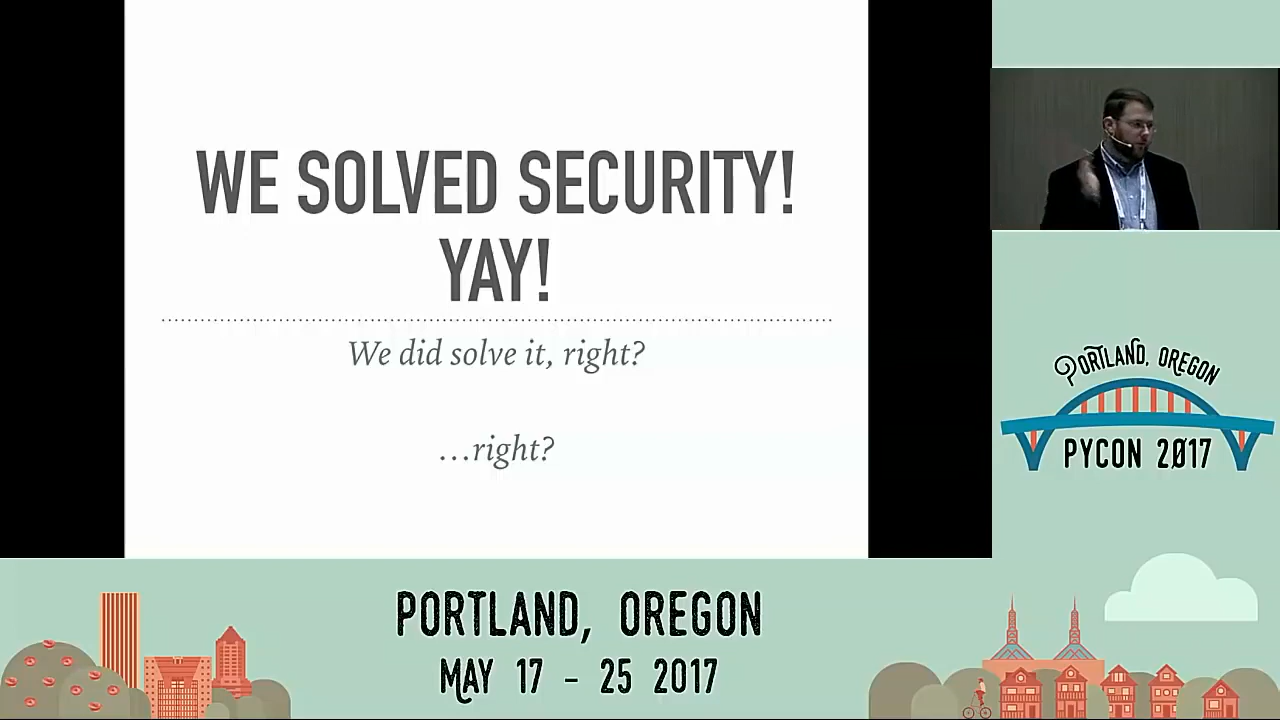 WE SOLVED SECURITY!
YAY!
We did solve it, right?
...right?
PORTLAND, OREGON
PYCON 2017
PORTLAND, OREGON
MAY 17 - 25 2017